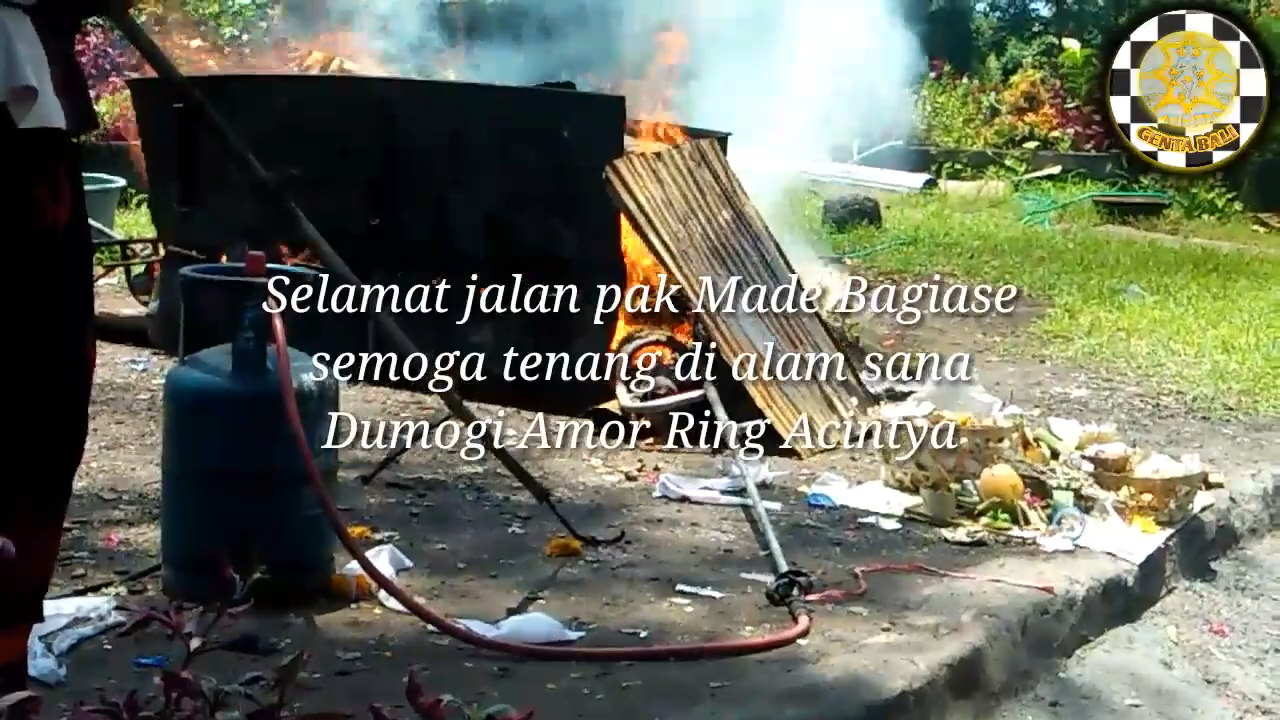 GENTA BALI
Selamat jalan pak Made Bagiase
semoga tenang di alam sana
Dumogi Amor Ring Acintya